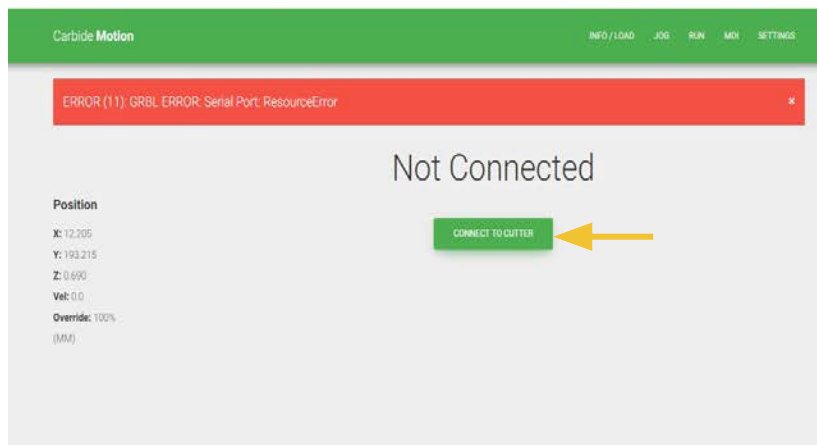 Carbide Motion
INFO / LOAD JOG RUN MDI SETTINGS
ERROR (11): GRBL ERROR: Serial Port: ResourceError ×
Not Connected
CONNECT TO CUTTER
Position
X: 12.205
Y: 193.215
Z: 0.690
Vel: 0.0
Override: 100%
(MM)